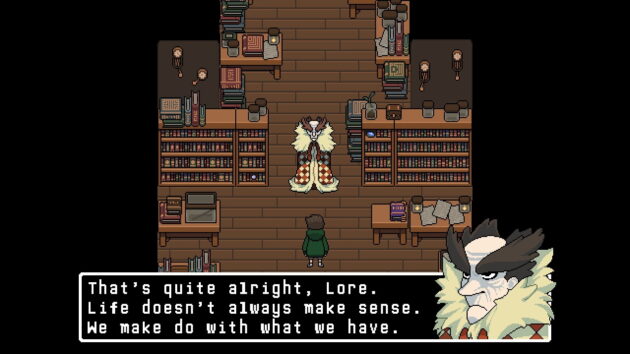 That's quite alright, Lore.
Life doesn't always make sense.
We make do with what we have.